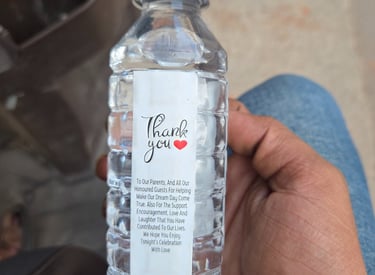 Thank
you
To Our Parents, And All Our
Honoured Guests For Helping
Make Our Dream Day Come
True. Also For The Support
Encouragement, Love And
Laughter That You Have
Contributed To Our Lives.
We Hope You Enjoy
Tonight's Celebration
With Love